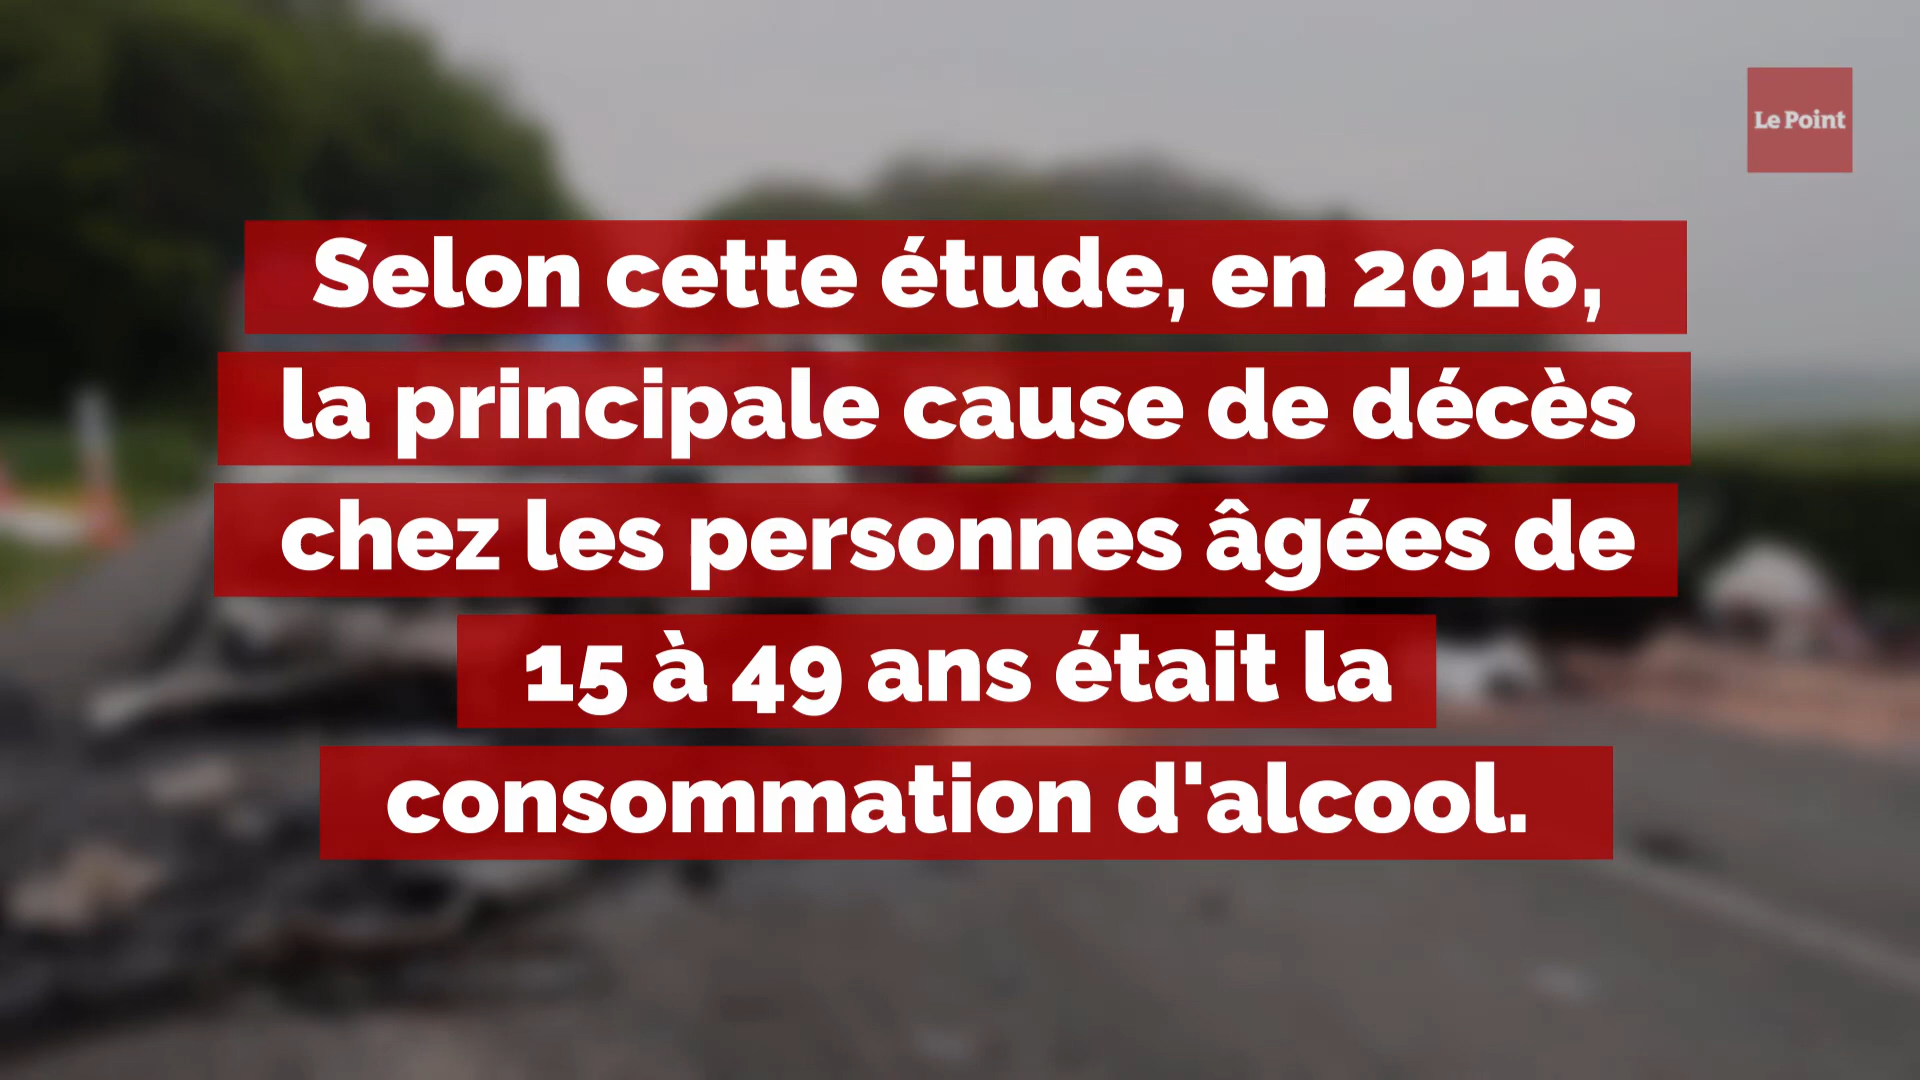 Le Point
Selon cette étude, en 2016,
la principale cause de décès
chez les personnes âgées de
15 à 49 ans était la
consommation d'alcool.